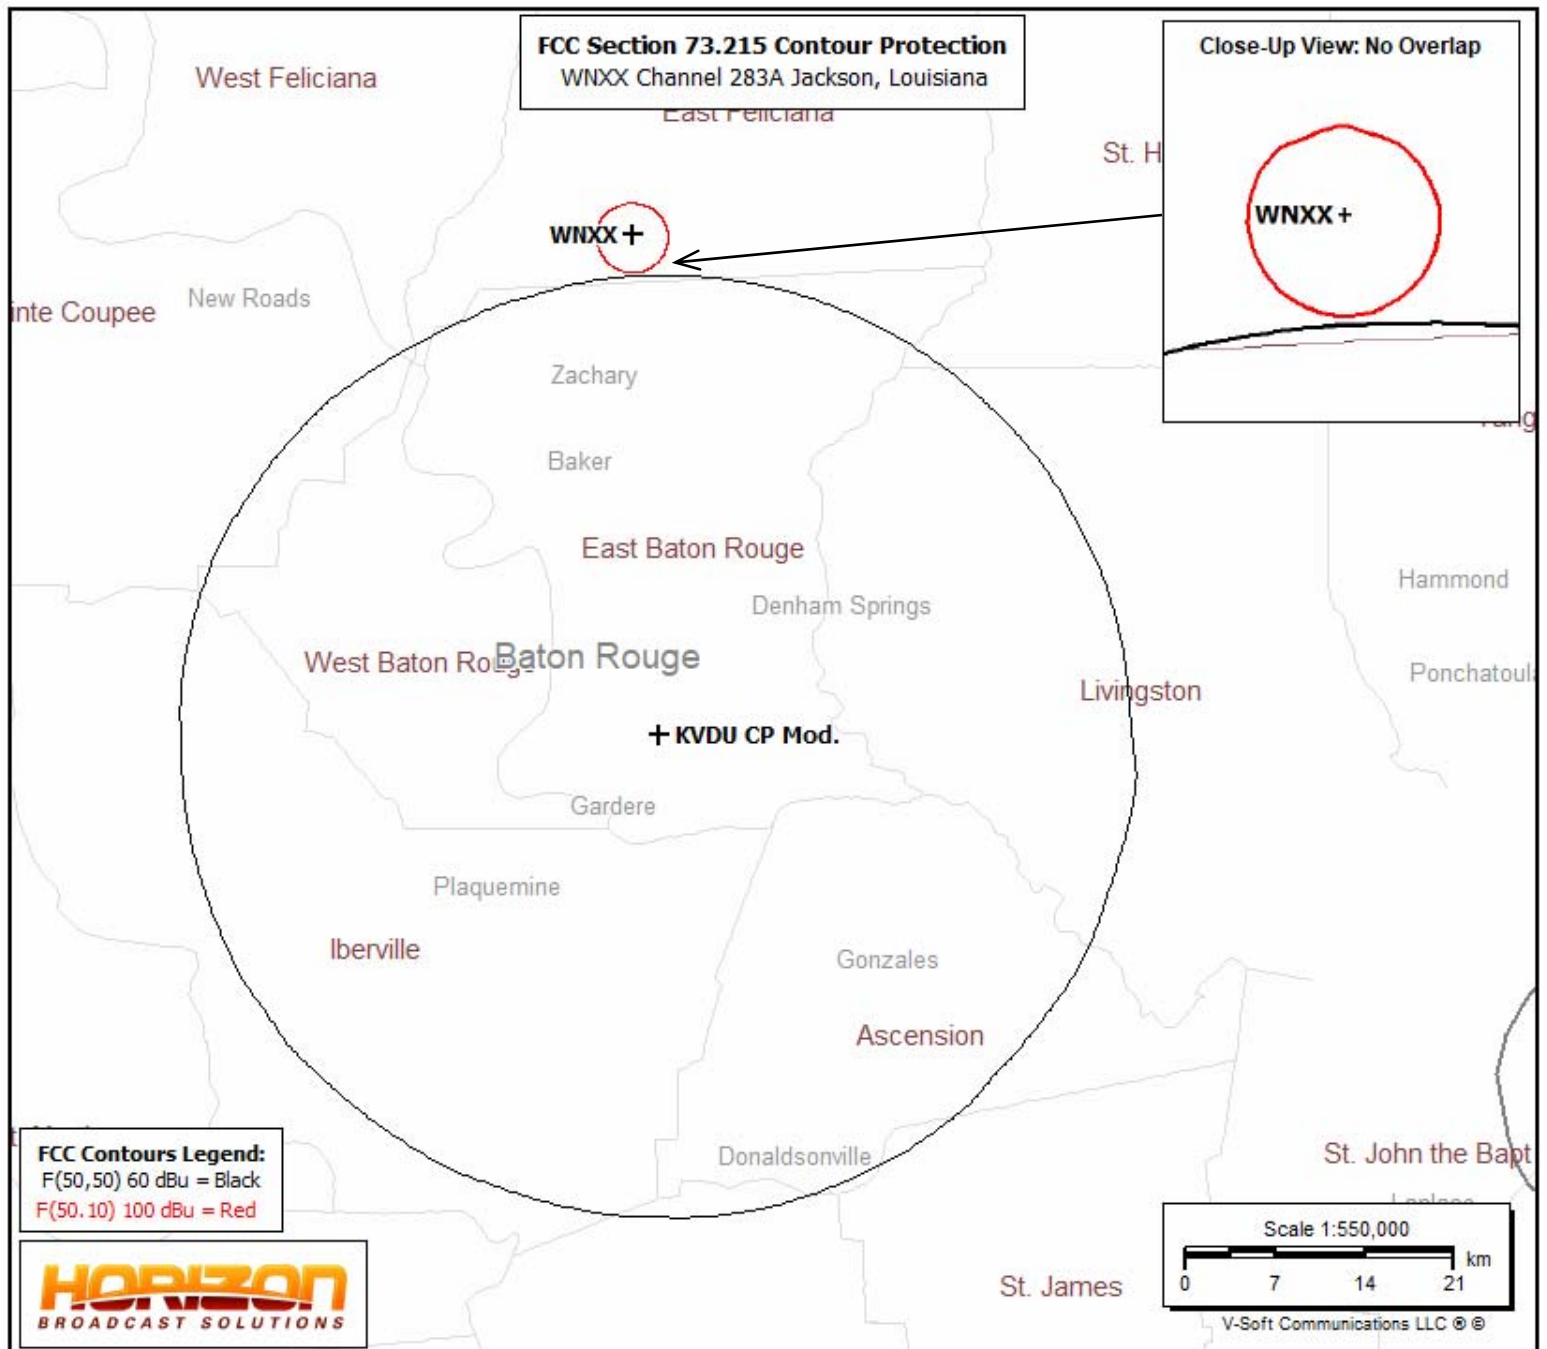 FCC Section 73.215 Contour Protection
WNXX Channel 283A Jackson, Louisiana
Close-Up View: No Overlap
West Feliciana
East Feliciana
St. H
WNXX
WNXX
inte Coupee
New Roads
Zachary
Baker
East Baton Rouge
Hammond
Denham Springs
West Baton Rouge
Baton Rouge
Ponchatoula
Livingston
KVDU CP Mod.
Gardere
Plaquemine
Iberville
Gonzales
Ascension
Donaldsonville
St. John the Bapt
St. James
FCC Contours Legend:
F(50,50) 60 dBu = Black
F(50.10) 100 dBu = Red
HORIZON
BROADCAST SOLUTIONS
Scale 1:550,000
km
0 7 14 21
V-Soft Communications LLC ® ©